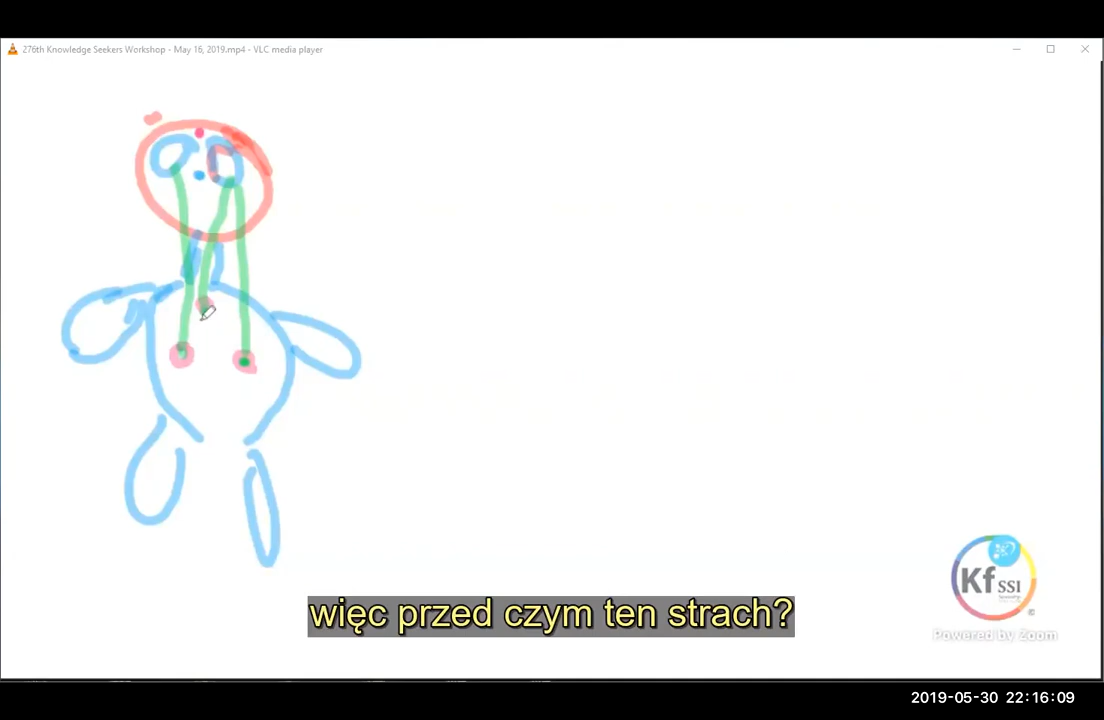 276th Knowledge Seekers Workshop - May 16, 2019.mp4 - VLC media player
więc przed czym ten strach?
Kf SSI
Powered by Zoom
2019-05-30 22:16:09